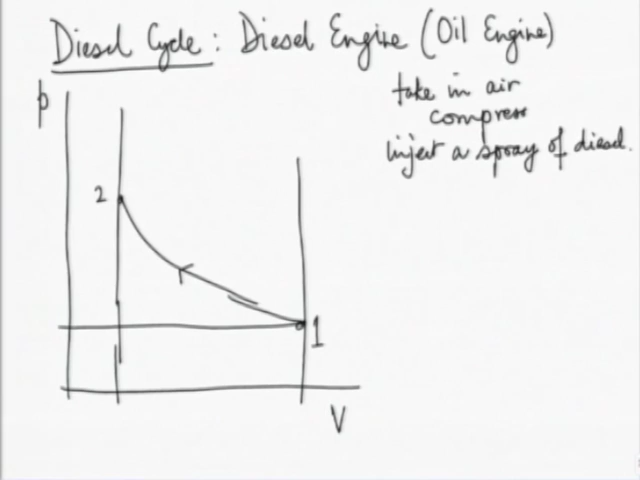 Diesel Cycle : Diesel Engine (Oil Engine)
take in air
compress
inject a spray of diesel.
p
2
1
V